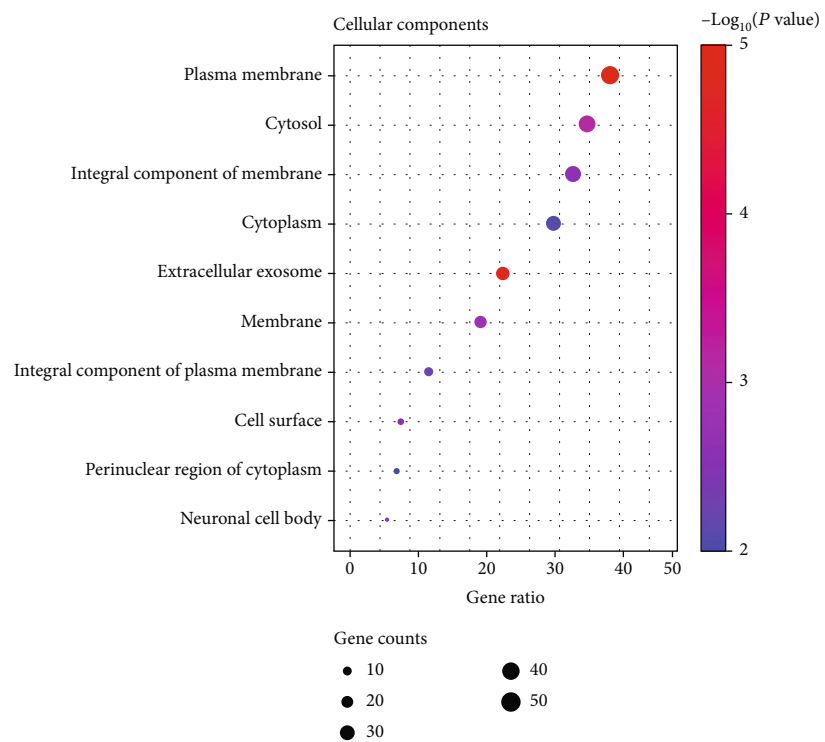 Cellular components
–Log10(P value)
Plasma membrane
Cytosol
Integral component of membrane
Cytoplasm
Extracellular exosome
Membrane
Integral component of plasma membrane
Cell surface
Perinuclear region of cytoplasm
Neuronal cell body
5
4
3
2
0 10 20 30 40 50
Gene ratio
Gene counts
10 40
20 50
30